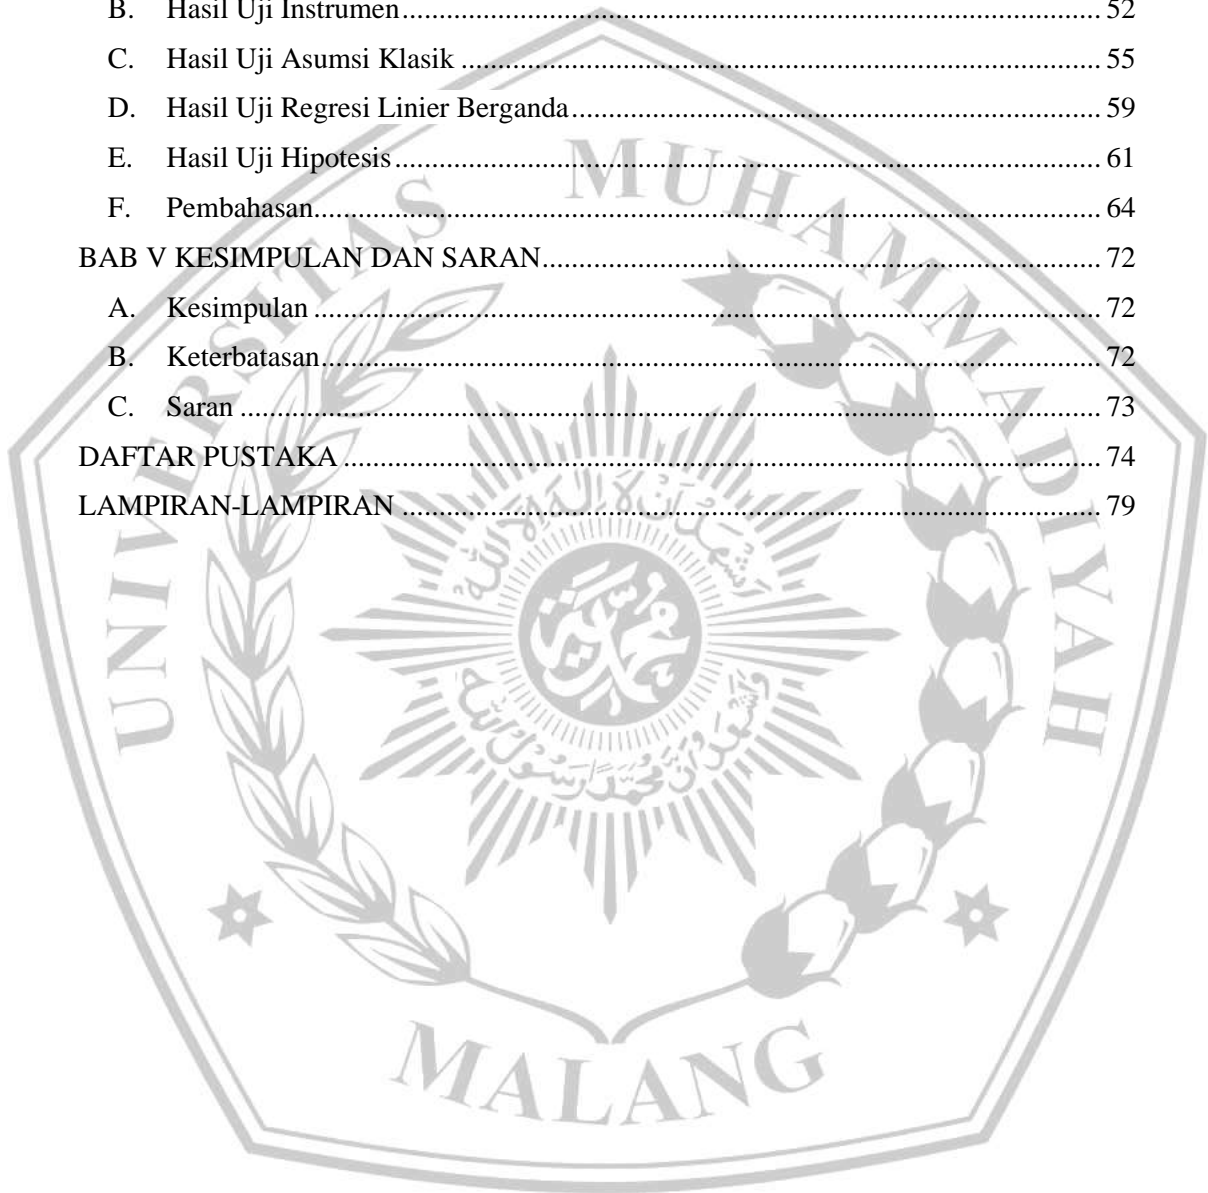 B. Hasil Uji Instrumen........................................ 52
C. Hasil Uji Asumsi Klasik ........................................ 55
D. Hasil Uji Regresi Linier Berganda........................................ 59
E. Hasil Uji Hipotesis........................................ 61
F. Pembahasan........................................ 64
BAB V KESIMPULAN DAN SARAN........................................ 72
A. Kesimpulan ........................................ 72
B. Keterbatasan........................................ 72
C. Saran ........................................ 73
DAFTAR PUSTAKA ........................................ 74
LAMPIRAN-LAMPIRAN ........................................ 79
UNIVERSITAS MUHAMMADIYAH
MALANG